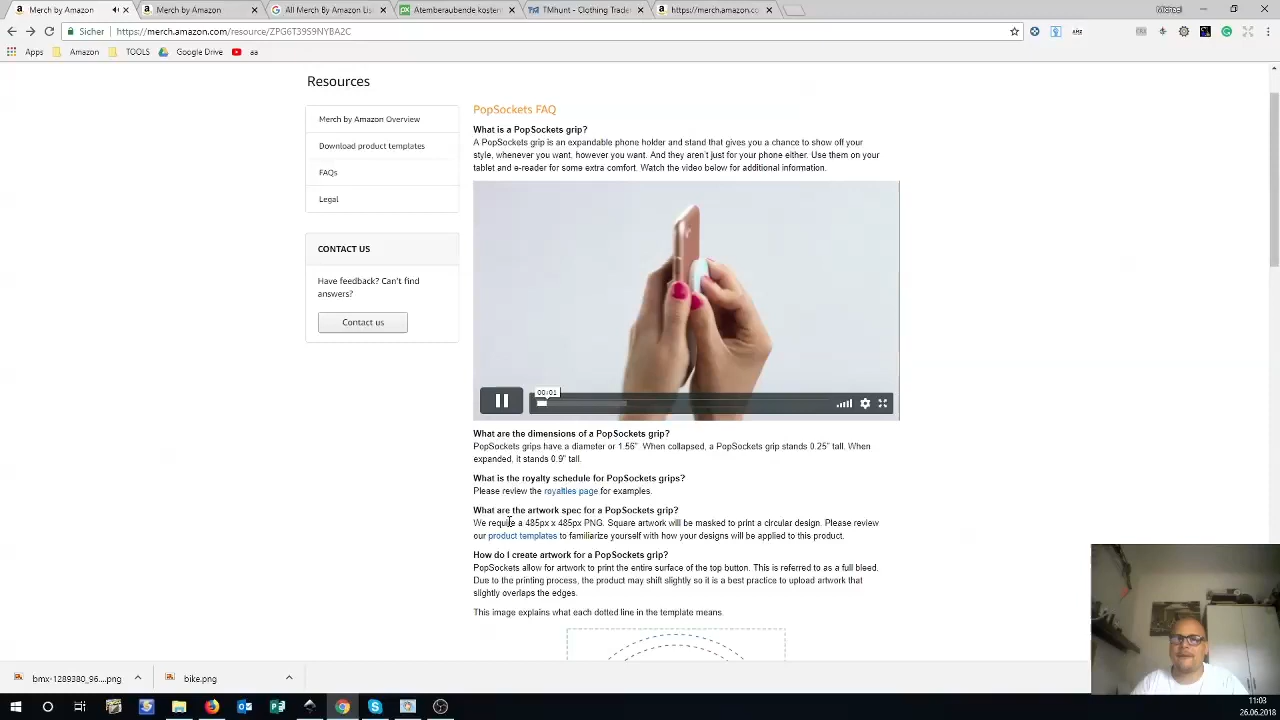 Merch by Amazon
Merch by Amazon
All Merch By Amazon Us
Atemberaubende kosten
TMhunt - Clothing Trade
https://merch.amazon.co
Michael
Sicher
https://merch.amazon.com/resource/ZPG6T39S9NYBA2C
Apps
Amazon
TOOLS
Google Drive
aa
Resources
Merch by Amazon Overview
Download product templates
FAQs
Legal
CONTACT US
Have feedback? Can't find
answers?
Contact us
PopSockets FAQ
What is a PopSockets grip?
A PopSockets grip is an expandable phone holder and stand that gives you a chance to show off your
style, whenever you want, however you want. And they aren't just for your phone either. Use them on your
tablet and e-reader for some extra comfort. Watch the video below for additional information.
00:01
What are the dimensions of a PopSockets grip?
PopSockets grips have a diameter or 1.56". When collapsed, a PopSockets grip stands 0.25" tall. When
expanded, it stands 0.9" tall.
What is the royalty schedule for PopSockets grips?
Please review the royalties page for examples.
What are the artwork spec for a PopSockets grip?
We require a 485px x 485px PNG. Square artwork will be masked to print a circular design. Please review
our product templates to familiarize yourself with how your designs will be applied to this product.
How do I create artwork for a PopSockets grip?
PopSockets allow for artwork to print the entire surface of the top button. This is referred to as a full bleed.
Due to the printing process, the product may shift slightly so it is a best practice to upload artwork that
slightly overlaps the edges.
This image explains what each dotted line in the template means.
bmx-1289380_96....png
bike.png
11:03
26.06.2018